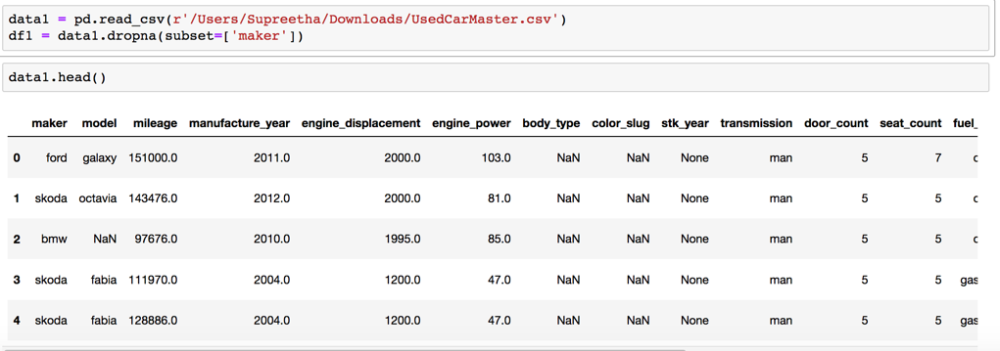 data1 = pd.read_csv(r'/Users/Supreetha/Downloads/UsedCarMaster.csv')
df1 = data1.dropna(subset=['maker'])
data1.head()
maker model mileage manufacture_year engine_displacement engine_power body_type color_slug stk_year transmission door_count seat_count fuel_
0 ford galaxy 151000.0 2011.0 2000.0 103.0 NaN NaN None man 5 7
1 skoda octavia 143476.0 2012.0 2000.0 81.0 NaN NaN None man 5 5
2 bmw NaN 97676.0 2010.0 1995.0 85.0 NaN NaN None man 5 5
3 skoda fabia 111970.0 2004.0 1200.0 47.0 NaN NaN None man 5 5 gas
4 skoda fabia 128886.0 2004.0 1200.0 47.0 NaN NaN None man 5 5 gas